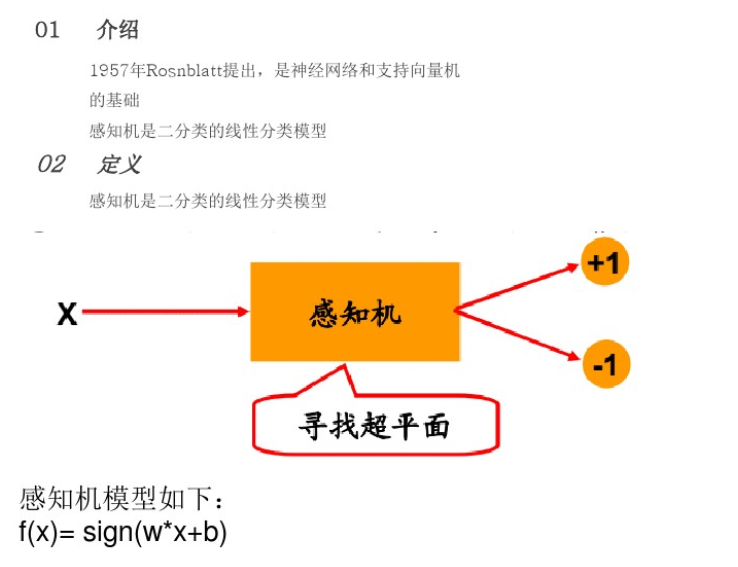 01 介绍
1957年Rosnblatt提出，是神经网络和支持向量机
的基础
感知机是二分类的线性分类模型
02 定义
感知机是二分类的线性分类模型
X
感知机
+1
-1
寻找超平面
感知机模型如下：
f(x)= sign(w*x+b)